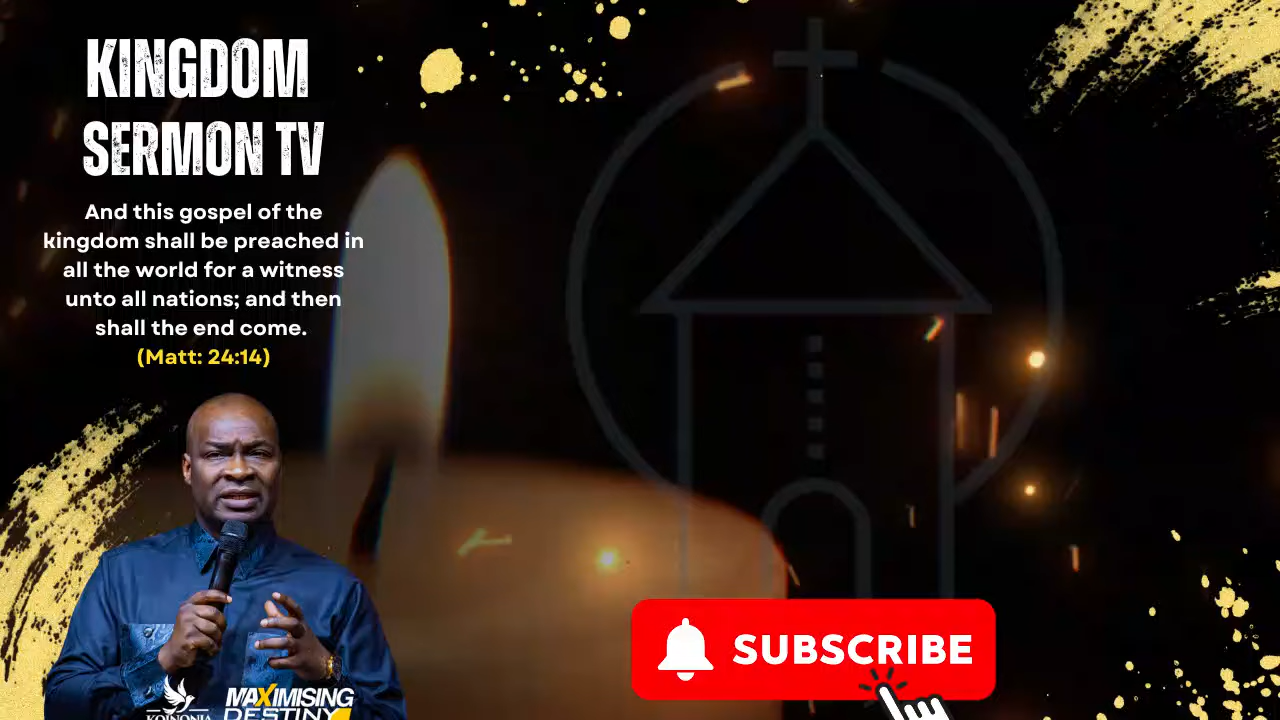 KINGDOM
SERMON TV
And this gospel of the
kingdom shall be preached in
all the world for a witness
unto all nations; and then
shall the end come.
(Matt: 24:14)
KOINONIA
MAXIMISING
DESTINY
SUBSCRIBE